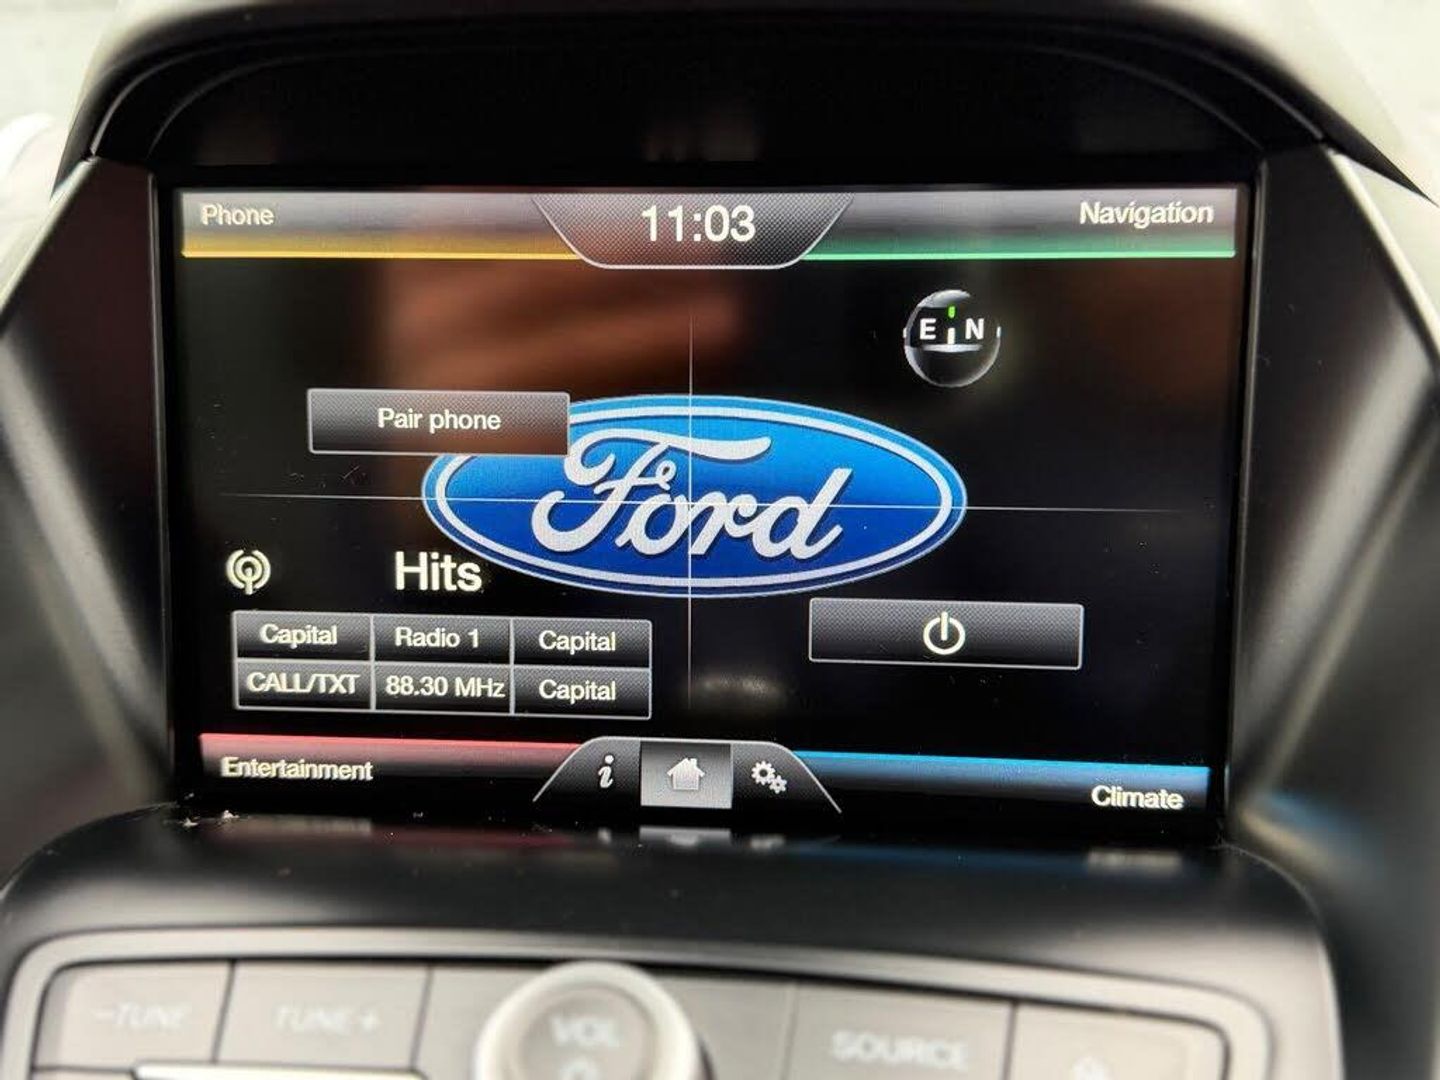 Phone
11:03
Navigation
E N
Pair phone
Ford
Hits
Capital
Radio 1
Capital
CALL/TXT
88.30 MHz
Capital
Entertainment
i
Climate
-TUNE
TUNE+
VOL
SOURCE